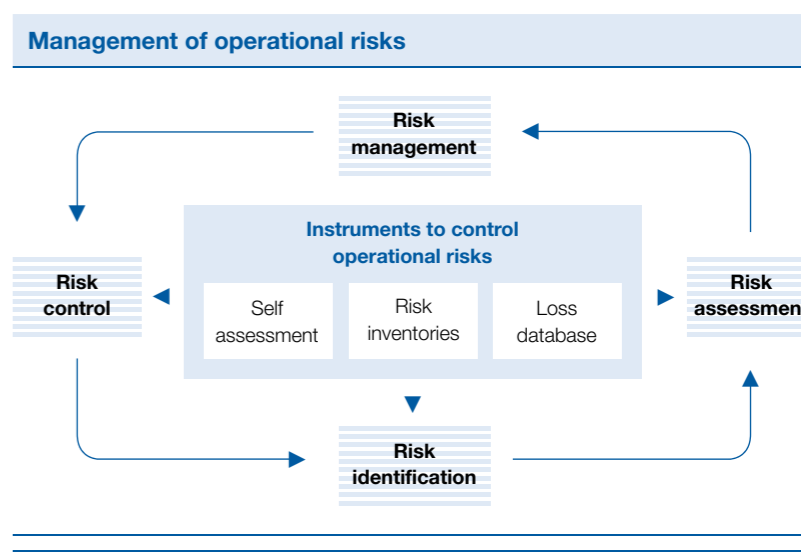 Management of operational risks
Risk
management
Instruments to control
operational risks
Risk
control
Self
assessment
Risk
inventories
Loss
database
Risk
assessmen
Risk
identification